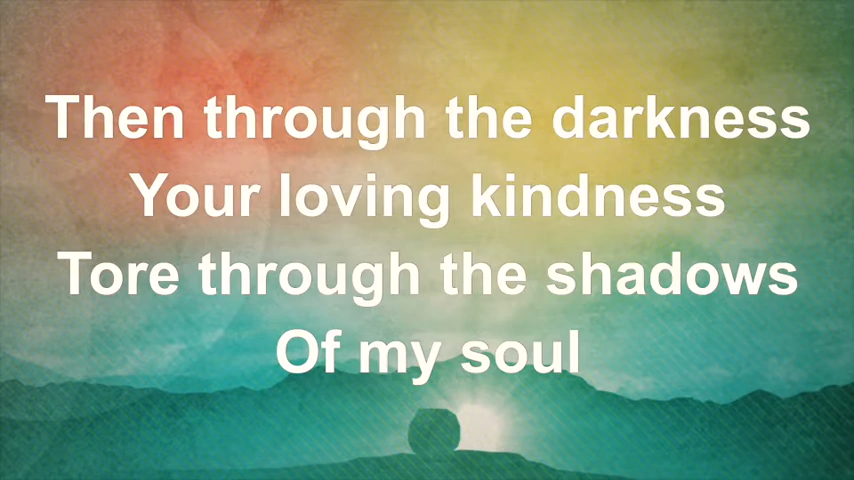 Then through the darkness
Your loving kindness
Tore through the shadows
Of my soul